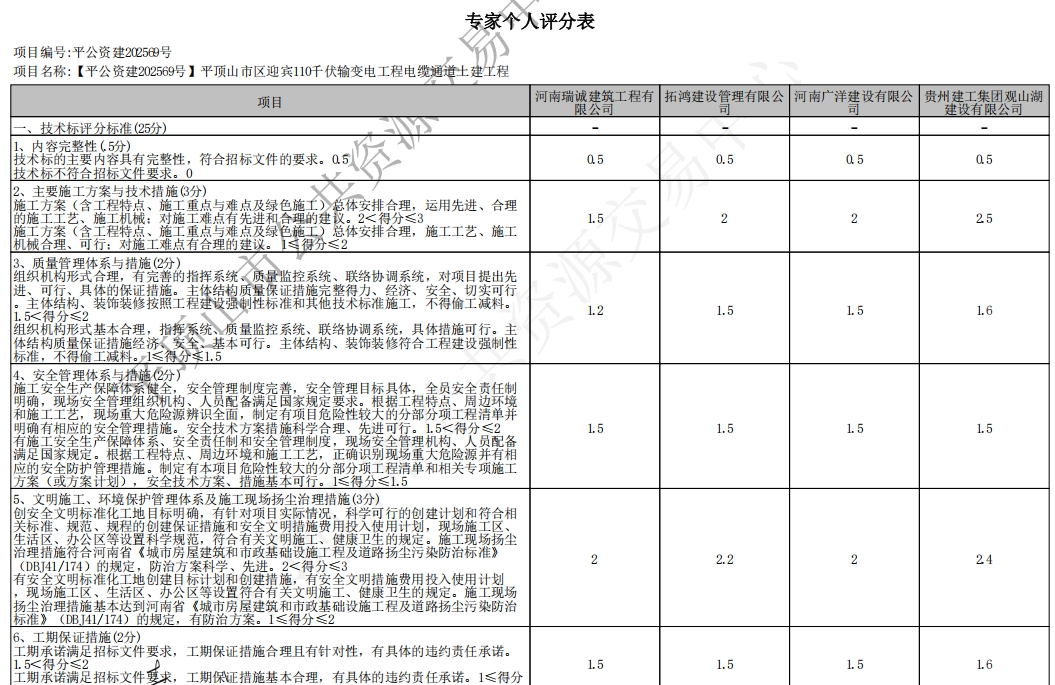 专家个人评分表
项目编号:平公资建202569号
项目名称:【平公资建202569号】平顶山市区迎宾110千伏输变电工程电缆通道土建工程
项目 河南瑞诚建筑工程有限公司 拓鸿建设管理有限公司 河南广洋建设有限公司 贵州建工集团观山湖建设有限公司
一、技术标评分标准(25分) - - - -
1、内容完整性(.5分)
技术标的主要内容具有完整性，符合招标文件的要求。0.5
技术标不符合招标文件要求。0
0.5 0.5 0.5 0.5
2、主要施工方案与技术措施(3分)
施工方案（含工程特点、施工重点与难点及绿色施工）总体安排合理，运用先进、合理
的施工工艺、施工机械；对施工难点有先进和合理的建议。2<得分≤3
施工方案（含工程特点、施工重点与难点及绿色施工）总体安排合理，施工工艺、施工
机械合理、可行；对施工难点有合理的建议。1≤得分≤2
1.5 2 2 2.5
3、质量管理体系与措施(2分)
组织机构形式合理，有完善的指挥系统、质量监控系统、联络协调系统，对项目提出先
进、可行、具体的保证措施。主体结构质量保证措施完整得力、经济、安全、切实可行
。主体结构、装饰装修按照工程建设强制性标准和其他技术标准施工，不得偷工减料。
1.5<得分≤2
组织机构形式基本合理，指挥系统、质量监控系统、联络协调系统，具体措施可行。主
体结构质量保证措施经济、安全、基本可行。主体结构、装饰装修符合工程建设强制性
标准，不得偷工减料。1≤得分≤1.5
1.2 1.5 1.5 1.6
4、安全管理体系与措施(2分)
施工安全生产保障体系健全，安全管理制度完善，安全管理目标具体，全员安全责任制
明确，现场安全管理组织机构、人员配备满足国家规定要求。根据工程特点、周边环境
和施工工艺，现场重大危险源辨识全面，制定有项目危险性较大的分部分项工程清单并
明确有相应的安全管理措施。安全技术方案措施科学合理、先进可行。1.5<得分≤2
有施工安全生产保障体系、安全责任制和安全管理制度，现场安全管理机构、人员配备
满足国家规定。根据工程特点、周边环境和施工工艺，正确识别现场重大危险源并有相
应的安全防护管理措施。制定有本项目危险性较大的分部分项工程清单和相关专项施工
方案（或方案计划），安全技术方案、措施基本可行。1≤得分≤1.5
1.5 1.5 1.5 1.5
5、文明施工、环境保护管理体系及施工现场扬尘治理措施(3分)
创安全文明标准化工地目标明确，有针对项目实际情况，科学可行的创建计划和符合相
关标准、规范、规程的创建保证措施和安全文明措施费用投入使用计划，现场施工区、
生活区、办公区等设置科学规范，符合有关文明施工、健康卫生的规定。施工现场扬尘
治理措施符合河南省《城市房屋建筑和市政基础设施工程及道路扬尘污染防治标准》
（DBJ41/174）的规定，防治方案科学、先进。2<得分≤3
有安全文明标准化工地创建目标计划和创建措施，有安全文明措施费用投入使用计划
，现场施工区、生活区、办公区等设置符合有关文明施工、健康卫生的规定。施工现场
扬尘治理措施基本达到河南省《城市房屋建筑和市政基础设施工程及道路扬尘污染防治
标准》（DBJ41/174）的规定，有防治方案。1≤得分≤2
2 2.2 2 2.4
6、工期保证措施(2分)
工期承诺满足招标文件要求，工期保证措施合理且有针对性，有具体的违约责任承诺。
1.5<得分≤2
工期承诺满足招标文件要求，工期保证措施基本合理，有具体的违约责任承诺。1≤得分
1.5 1.5 1.5 1.6
平顶山市公共资源交易中心
共资源交易中心